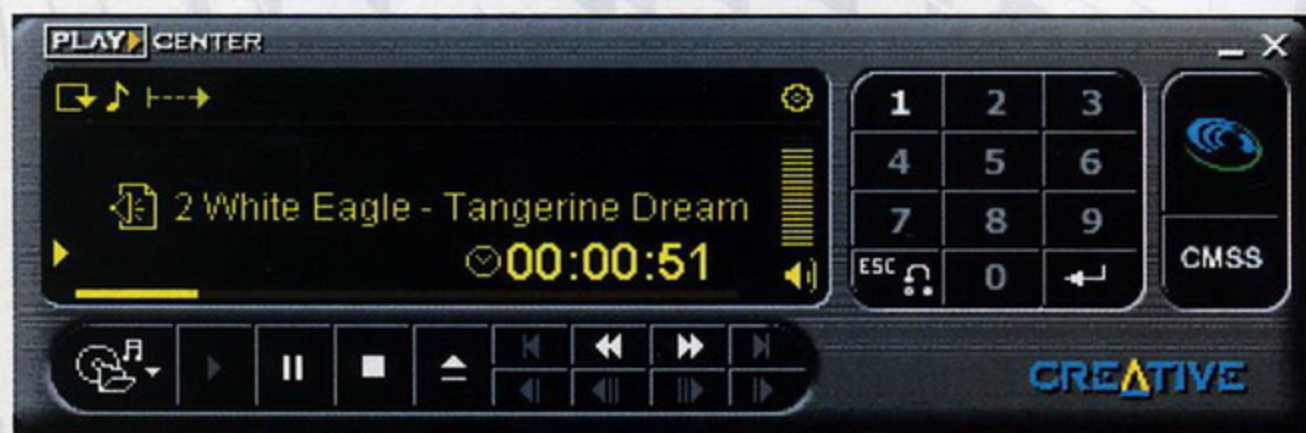 PLAY CENTER
2 White Eagle - Tangerine Dream
00:00:51
1 2 3
4 5 6
7 8 9
ESC 0
CMSS
CREATIVE